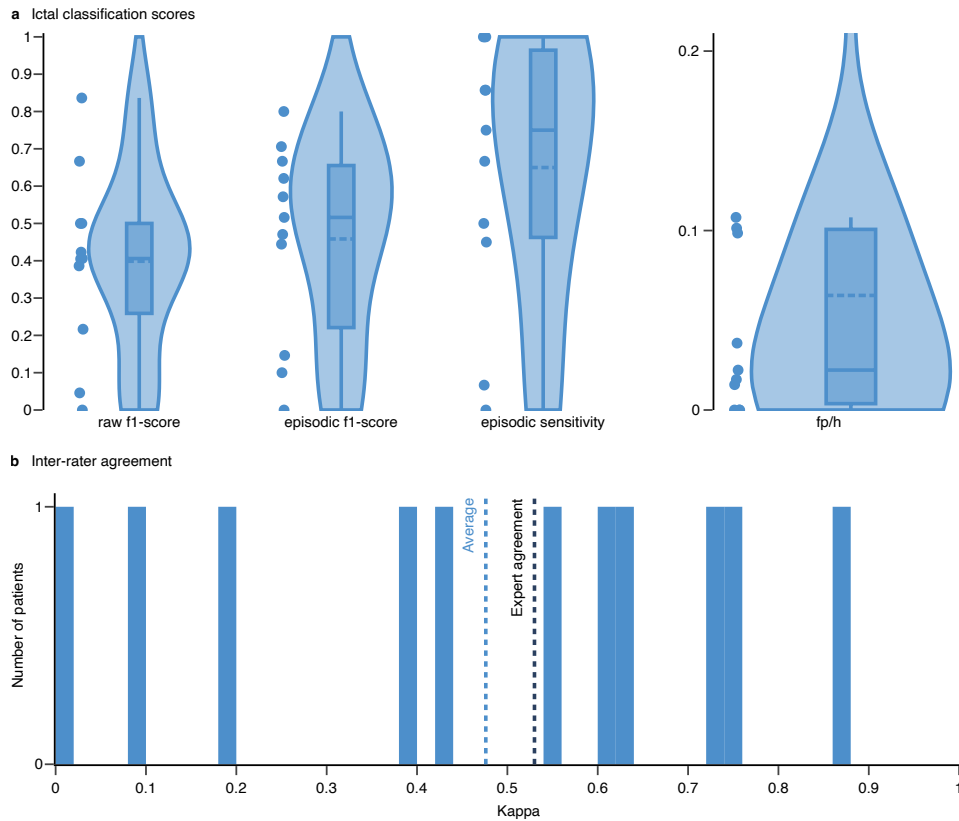 a Ictal classification scores
1
0.9
0.8
0.7
0.6
0.5
0.4
0.3
0.2
0.1
0
raw f1-score
episodic f1-score
episodic sensitivity
0.2
0.1
0
fp/h
b Inter-rater agreement
Number of patients
1
0
Average
Expert agreement
0 0.1 0.2 0.3 0.4 0.5 0.6 0.7 0.8 0.9 1
Kappa